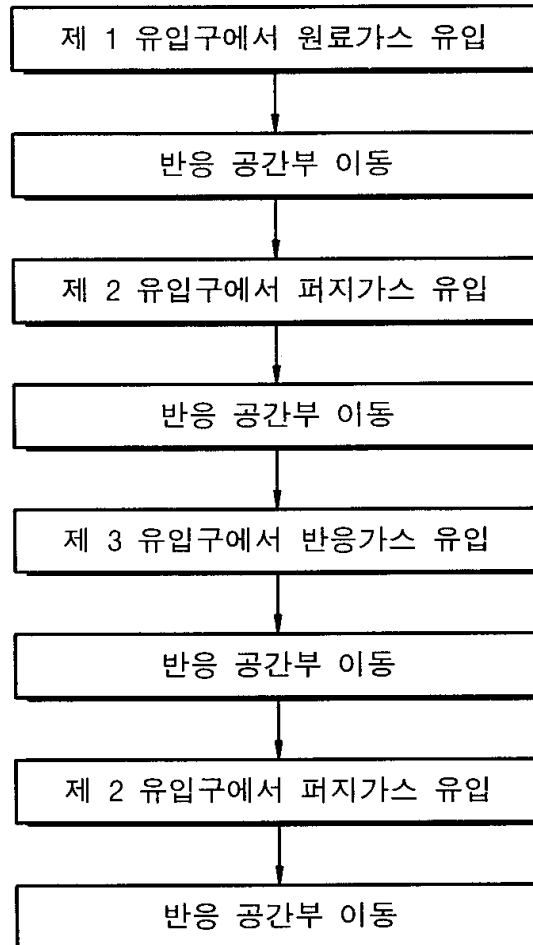 제 1 유입구에서 원료가스 유입
반응 공간부 이동
제 2 유입구에서 퍼지가스 유입
반응 공간부 이동
제 3 유입구에서 반응가스 유입
반응 공간부 이동
제 2 유입구에서 퍼지가스 유입
반응 공간부 이동